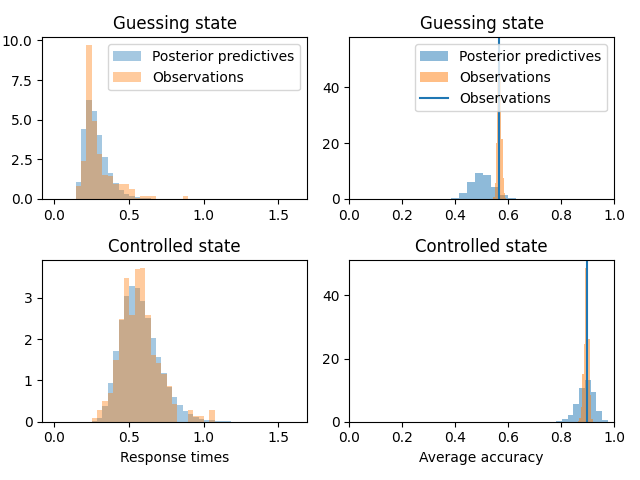 Guessing state
10.0
7.5
5.0
2.5
0.0
Posterior predictives
Observations
0.0 0.5 1.0 1.5
Guessing state
40
20
0
Posterior predictives
Observations
Observations
0.0 0.2 0.4 0.6 0.8 1.0
Controlled state
3
2
1
0
0.0 0.5 1.0 1.5
Response times
Controlled state
40
20
0
0.0 0.2 0.4 0.6 0.8 1.0
Average accuracy